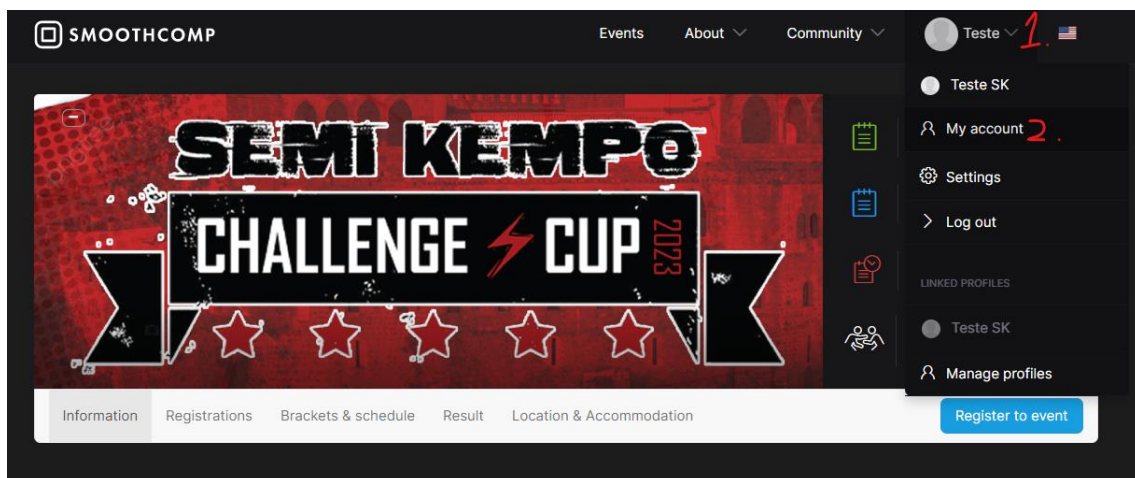 SMOOTHCOMP
Events About Community Teste 1.
Teste SK
My account 2.
Settings
Log out
LINKED PROFILES
Teste SK
Manage profiles
SEMI KEMPO
CHALLENGE CUP 2023
Information Registrations Brackets & schedule Result Location & Accommodation Register to event